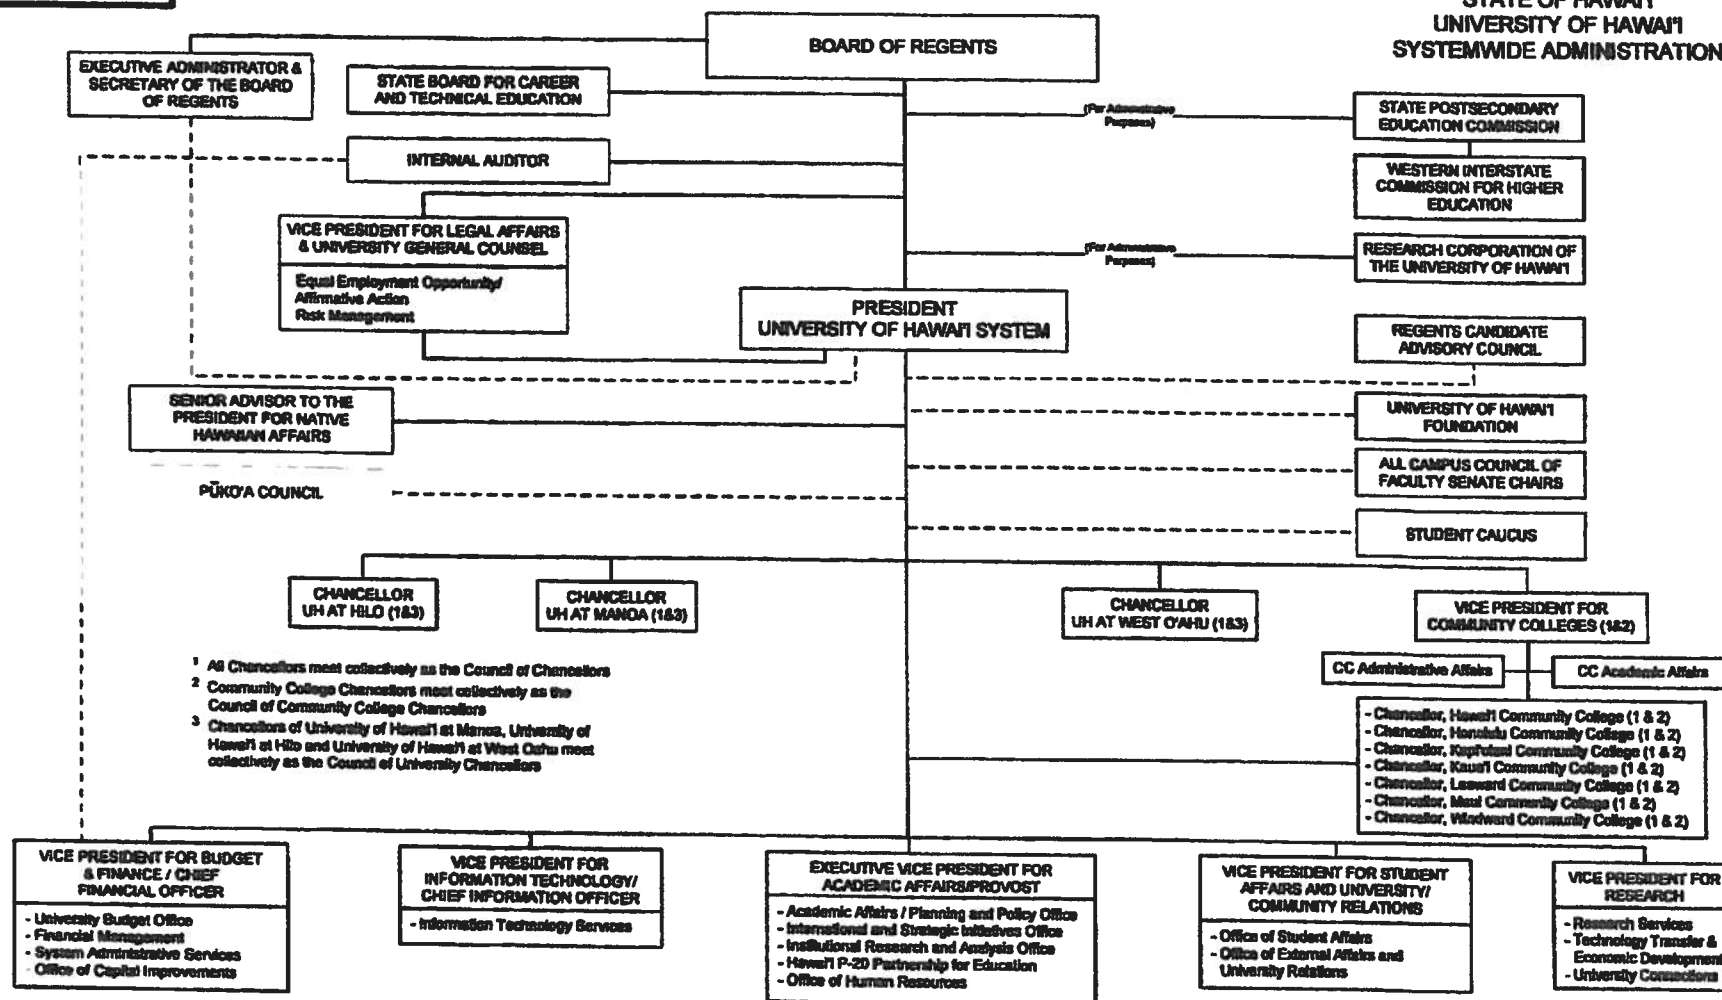 STATE OF HAWAI'I
UNIVERSITY OF HAWAI'I
SYSTEMWIDE ADMINISTRATION
BOARD OF REGENTS
EXECUTIVE ADMINISTRATOR &
SECRETARY OF THE BOARD
OF REGENTS
STATE BOARD FOR CAREER
AND TECHNICAL EDUCATION
(For Administrative
Purposes)
STATE POSTSECONDARY
EDUCATION COMMISSION
INTERNAL AUDITOR
WESTERN INTERSTATE
COMMISSION FOR HIGHER
EDUCATION
VICE PRESIDENT FOR LEGAL AFFAIRS
& UNIVERSITY GENERAL COUNSEL
Equal Employment Opportunity/
Affirmative Action
Risk Management
(For Administrative
Purposes)
RESEARCH CORPORATION OF
THE UNIVERSITY OF HAWAI'I
PRESIDENT
UNIVERSITY OF HAWAI'I SYSTEM
REGENTS CANDIDATE
ADVISORY COUNCIL
SENIOR ADVISOR TO THE
PRESIDENT FOR NATIVE
HAWAIIAN AFFAIRS
UNIVERSITY OF HAWAI'I
FOUNDATION
PŪKO'A COUNCIL
ALL CAMPUS COUNCIL OF
FACULTY SENATE CHAIRS
STUDENT CAUCUS
CHANCELLOR
UH AT HILO (1&3)
CHANCELLOR
UH AT MANOA (1&3)
CHANCELLOR
UH AT WEST O'AHU (1&3)
VICE PRESIDENT FOR
COMMUNITY COLLEGES (1&2)
CC Administrative Affairs
CC Academic Affairs
1 All Chancellors meet collectively as the Council of Chancellors
2 Community College Chancellors meet collectively as the
Council of Community College Chancellors
3 Chancellors of University of Hawai'i at Manoa, University of
Hawai'i at Hilo and University of Hawai'i at West Oahu meet
collectively as the Council of University Chancellors
- Chancellor, Hawai'i Community College (1 & 2)
- Chancellor, Honolulu Community College (1 & 2)
- Chancellor, Kapi'olani Community College (1 & 2)
- Chancellor, Kaua'i Community College (1 & 2)
- Chancellor, Leeward Community College (1 & 2)
- Chancellor, Maui Community College (1 & 2)
- Chancellor, Windward Community College (1 & 2)
VICE PRESIDENT FOR BUDGET
& FINANCE / CHIEF
FINANCIAL OFFICER
- University Budget Office
- Financial Management
- System Administrative Services
- Office of Capital Improvements
VICE PRESIDENT FOR
INFORMATION TECHNOLOGY/
CHIEF INFORMATION OFFICER
- Information Technology Services
EXECUTIVE VICE PRESIDENT FOR
ACADEMIC AFFAIRS/PROVOST
- Academic Affairs / Planning and Policy Office
- International and Strategic Initiatives Office
- Institutional Research and Analysis Office
- Hawai'i P-20 Partnership for Education
- Office of Human Resources
VICE PRESIDENT FOR STUDENT
AFFAIRS AND UNIVERSITY/
COMMUNITY RELATIONS
- Office of Student Affairs
- Office of External Affairs and
University Relations
VICE PRESIDENT FOR
RESEARCH
- Research Services
- Technology Transfer &
Economic Development
- University Connections